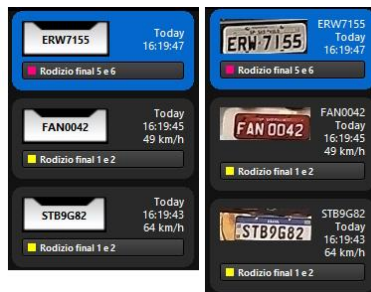 ERW7155
Today
16:19:47
Rodizio final 5 e 6
FAN0042
Today
16:19:45
49 km/h
Rodizio final 1 e 2
STB9G82
Today
16:19:43
64 km/h
Rodizio final 1 e 2
ERW7155
Today
16:19:47
ERW·7155
Rodizio final 5 e 6
FAN0042
Today
16:19:45
49 km/h
FAN 0042
Rodizio final 1 e 2
STB9G82
Today
16:19:43
64 km/h
STB9G82
Rodizio final 1 e 2